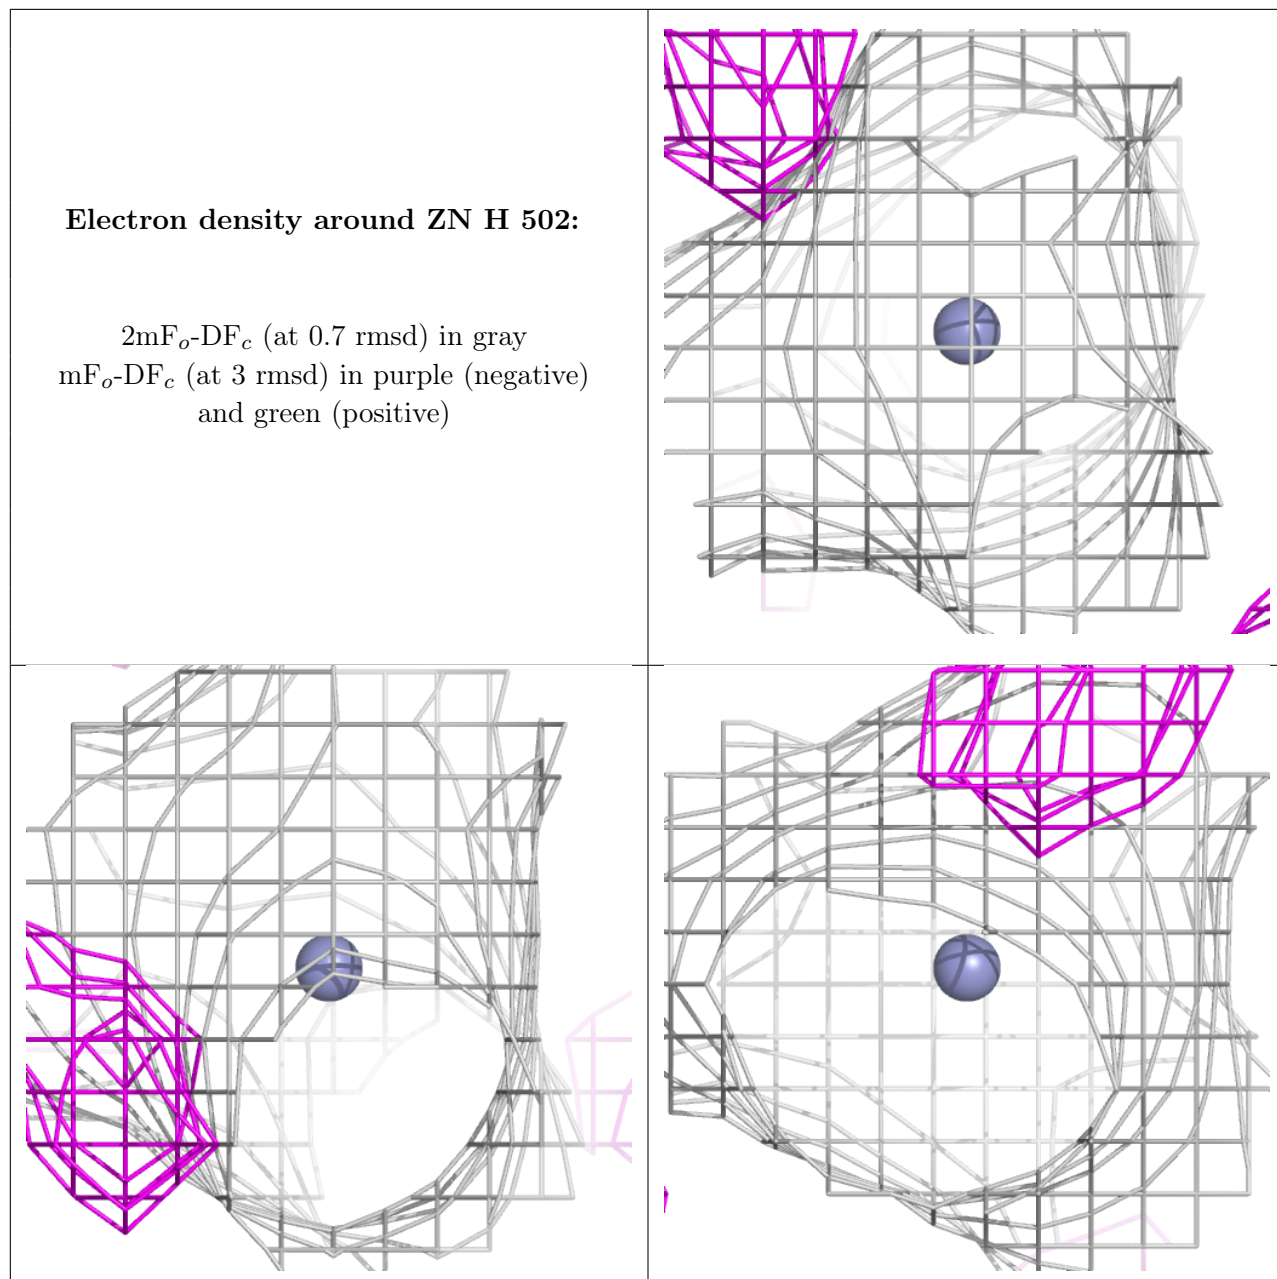 Electron density around ZN H 502:
2mFo-DFc (at 0.7 rmsd) in gray
mFo-DFc (at 3 rmsd) in purple (negative)
and green (positive)